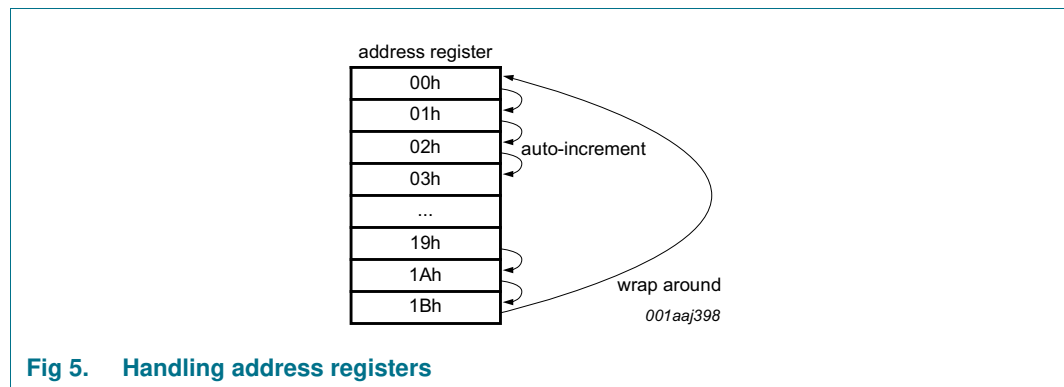 address register
00h
01h
02h
auto-increment
03h
...
19h
1Ah
wrap around
1Bh
001aaj398
Fig 5. Handling address registers